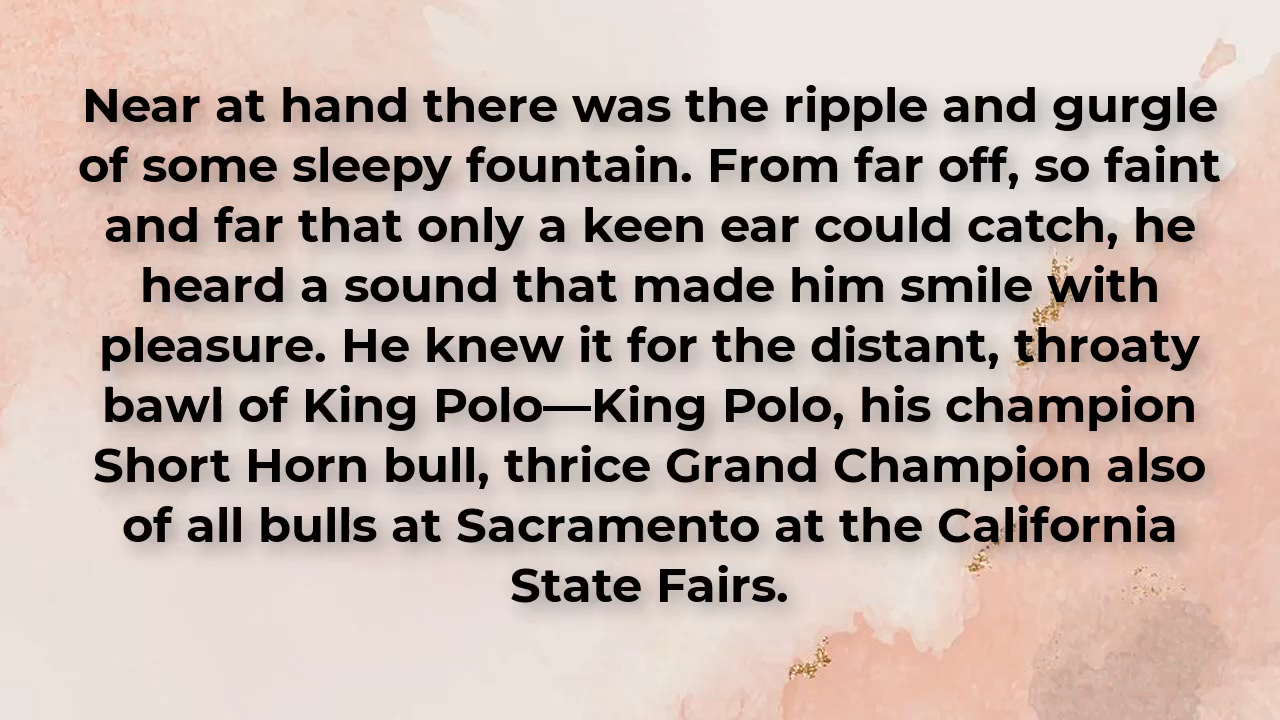 Near at hand there was the ripple and gurgle
of some sleepy fountain. From far off, so faint
and far that only a keen ear could catch, he
heard a sound that made him smile with
pleasure. He knew it for the distant, throaty
bawl of King Polo—King Polo, his champion
Short Horn bull, thrice Grand Champion also
of all bulls at Sacramento at the California
State Fairs.